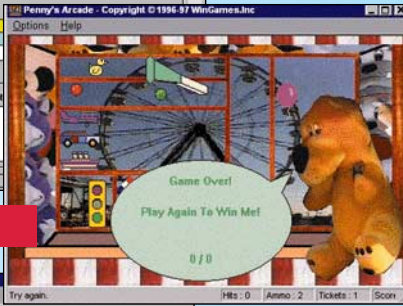 Penny's Arcade - Copyright © 1996-97 WinGames.Inc
Options Help
Game Over!
Play Again To Win Me!
0 / 0
Try again.
Hits : 0 Ammo : 2 Tickets : 1 Score